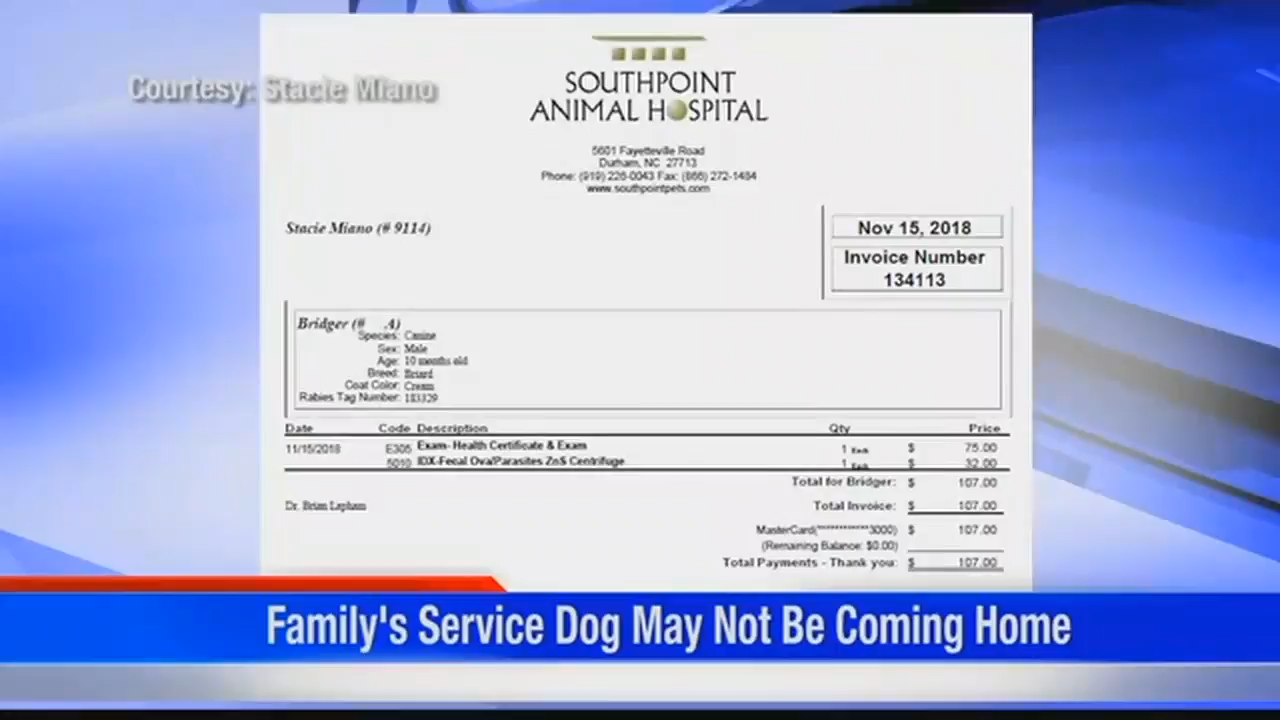 Courtesy: Stacie Miano
SOUTHPOINT
ANIMAL HOSPITAL
5601 Fayetteville Road
Durham, NC 27713
Phone: (919) 226-0043 Fax: (866) 272-1484
www.southpointpets.com
Stacie Miano (# 9114)
Nov 15, 2018
Invoice Number
134113
Bridger (# .A)
Species: Canine
Sex: Male
Age: 10 months old
Breed: Briard
Coat Color: Cream
Rabies Tag Number: 183329
Date Code Description Qty Price
11/15/2018 E305 Exam- Health Certificate & Exam 1 Each $ 75.00
5010 IDX-Fecal Ova/Parasites ZnS Centrifuge 1 Each $ 32.00
Total for Bridger: $ 107.00
Dr. Brian Lapham Total Invoice: $ 107.00
MasterCard(************3000) $ 107.00
(Remaining Balance: $0.00)
Total Payments - Thank you: $ 107.00
Family's Service Dog May Not Be Coming Home